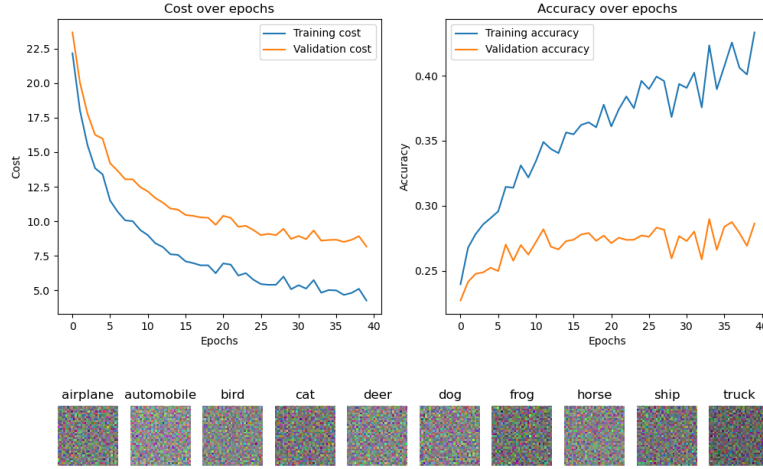 Cost over epochs
Training cost
Validation cost
22.5
20.0
17.5
15.0
12.5
10.0
7.5
5.0
Cost
0 5 10 15 20 25 30 35 40
Epochs
Accuracy over epochs
Training accuracy
Validation accuracy
0.40
0.35
0.30
0.25
Accuracy
0 5 10 15 20 25 30 35 40
Epochs
airplane automobile bird cat deer dog frog horse ship truck